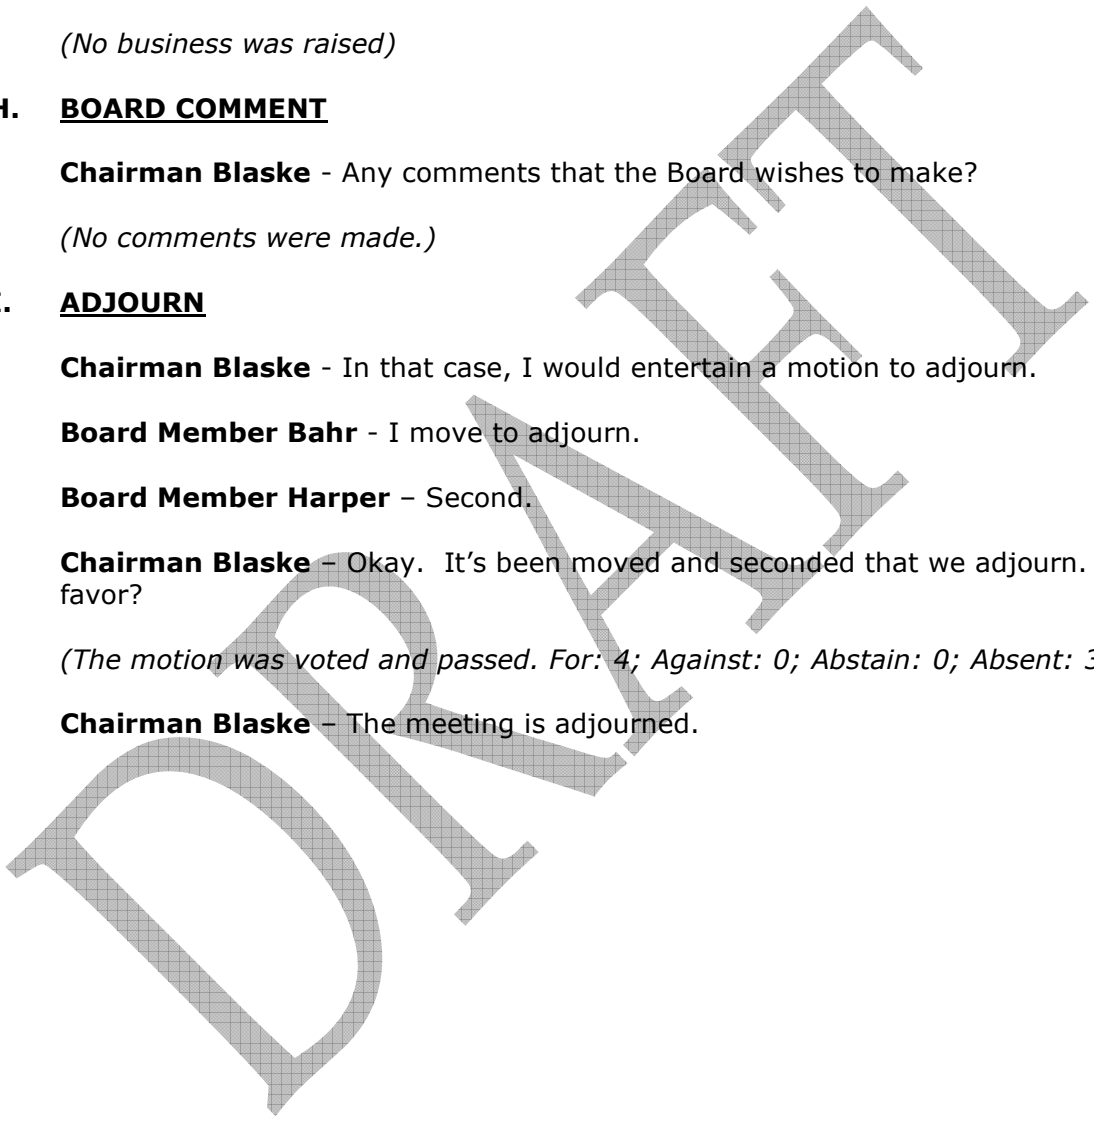 (No business was raised)
H. BOARD COMMENT
Chairman Blaske - Any comments that the Board wishes to make?
(No comments were made.)
I. ADJOURN
Chairman Blaske - In that case, I would entertain a motion to adjourn.
Board Member Bahr - I move to adjourn.
Board Member Harper – Second.
Chairman Blaske – Okay.  It’s been moved and seconded that we adjourn.
favor?
(The motion was voted and passed. For: 4; Against: 0; Abstain: 0; Absent: 3
Chairman Blaske – The meeting is adjourned.
DRAFT